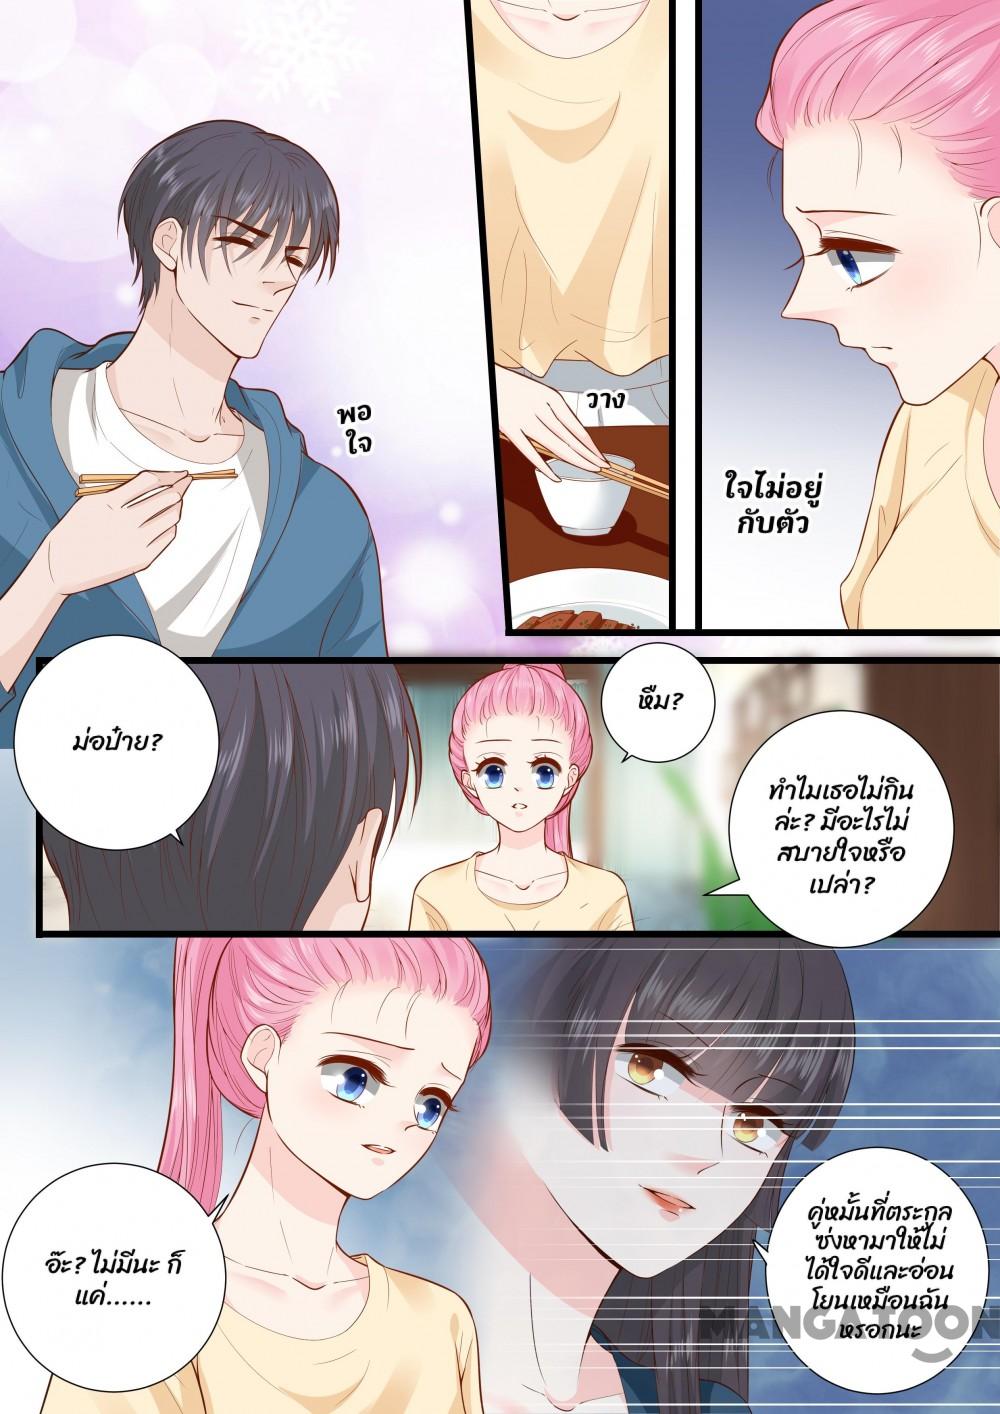 พอ
ใจ
วาง
ใจไม่อยู่
กับตัว
ม่อป๋าย?
หืม?
ทำไมเธอไม่กิน
ล่ะ? มีอะไรไม่
สบายใจหรือ
เปล่า?
อ๊ะ? ไม่มีนะ ก็
แค่......
คู่หมั้นที่ตระกูล
ซ่งหามาให้ไม่
ได้ใจดีและอ่อน
โยนเหมือนฉัน
หรอกนะ
MANGATOON